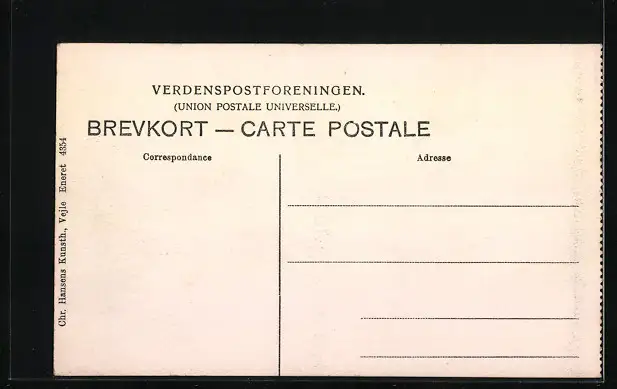 VERDENSPOSTFORENINGEN.
(UNION POSTALE UNIVERSELLE.)
BREVKORT — CARTE POSTALE
Correspondance
Adresse
Chr. Hansens Kunsth., Vejle Eneret 4354